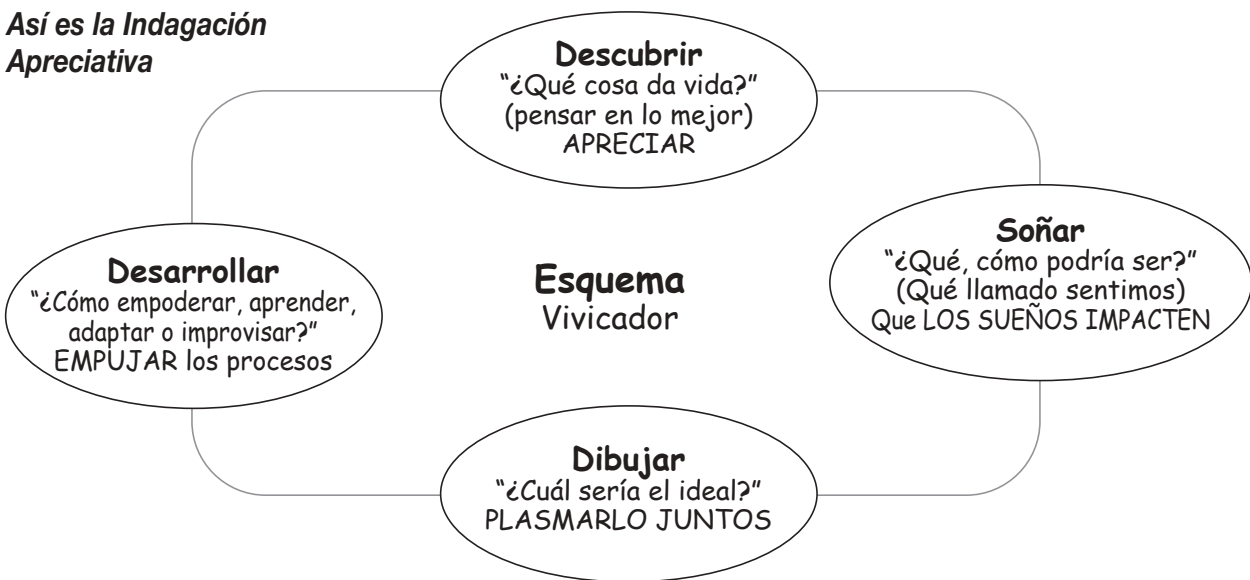 Así es la Indagación
Apreciativa
Descubrir
“¿Qué cosa da vida?”
(pensar en lo mejor)
APRECIAR
Soñar
“¿Qué, cómo podría ser?”
(Qué llamado sentimos)
Que LOS SUEÑOS IMPACTEN
Desarrollar
“¿Cómo empoderar, aprender,
adaptar o improvisar?”
EMPUJAR los procesos
Esquema
Vivicador
Dibujar
“¿Cuál sería el ideal?”
PLASMARLO JUNTOS